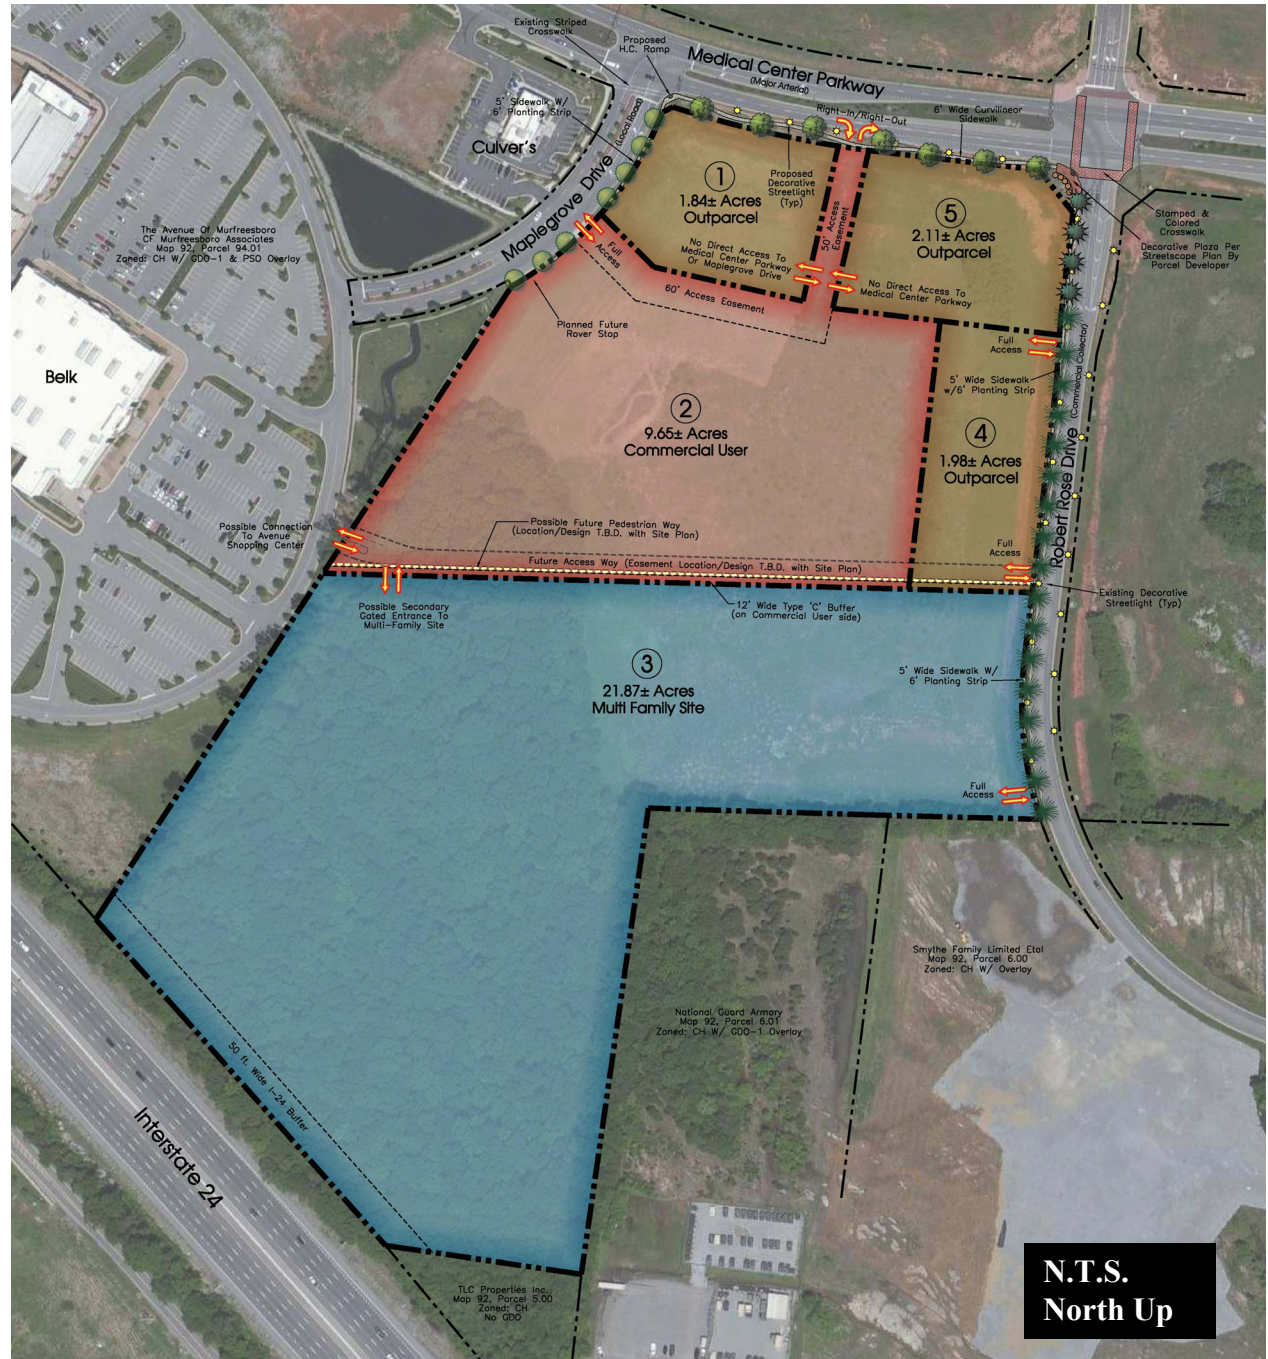 Existing Striped
Crosswalk
Proposed
H.C. Ramp
Medical Center Parkway
(Major Arterial)
5' Sidewalk W/
6' Planting Strip
(Local Road)
Right-In/Right-Out
6' Wide Curvilinear
Sidewalk
Culver's
Maplegrove Drive
1
1.84± Acres
Outparcel
Proposed
Decorative
Streetlight
(Typ)
50' Access
Easement
5
2.11± Acres
Outparcel
Stamped &
Colored
Crosswalk
Decorative Plaza Per
Streetscope Plan By
Parcel Developer
The Avenue Of Murfreesboro
CF Murfreesboro Associates
Map 92, Parcel 94.01
Zoned: CH W/ GDO-1 & PSO Overlay
Full
Access
No Direct Access To
Medical Center Parkway
Or Maplegrove Drive
No Direct Access To
Medical Center Parkway
60' Access Easement
Planned Future
Rover Stop
Full
Access
(Commercial Collector)
Belk
5' Wide Sidewalk
w/6' Planting Strip
2
9.65± Acres
Commercial User
4
1.98± Acres
Outparcel
Robert Rose Drive
Possible Connection
To Avenue
Shopping Center
Possible Future Pedestrian Way
(Location/Design T.B.D. with Site Plan)
Full
Access
Future Access Way (Easement Location/Design T.B.D. with Site Plan)
Possible Secondary
Gated Entrance To
Multi-Family Site
12' Wide Type 'C' Buffer
(on Commercial User side)
Existing Decorative
Streetlight (Typ)
3
21.87± Acres
Multi Family Site
5' Wide Sidewalk W/
6' Planting Strip
Full
Access
Smythe Family Limited Etal
Map 92, Parcel 6.00
Zoned: CH W/ Overlay
National Guard Armory
Map 92, Parcel 6.01
Zoned: CH W/ GDO-1 Overlay
50 ft. Wide I-24 Buffer
Interstate 24
TLC Properties Inc.
Map 92, Parcel 5.00
Zoned: CH
No GDO
N.T.S.
North Up